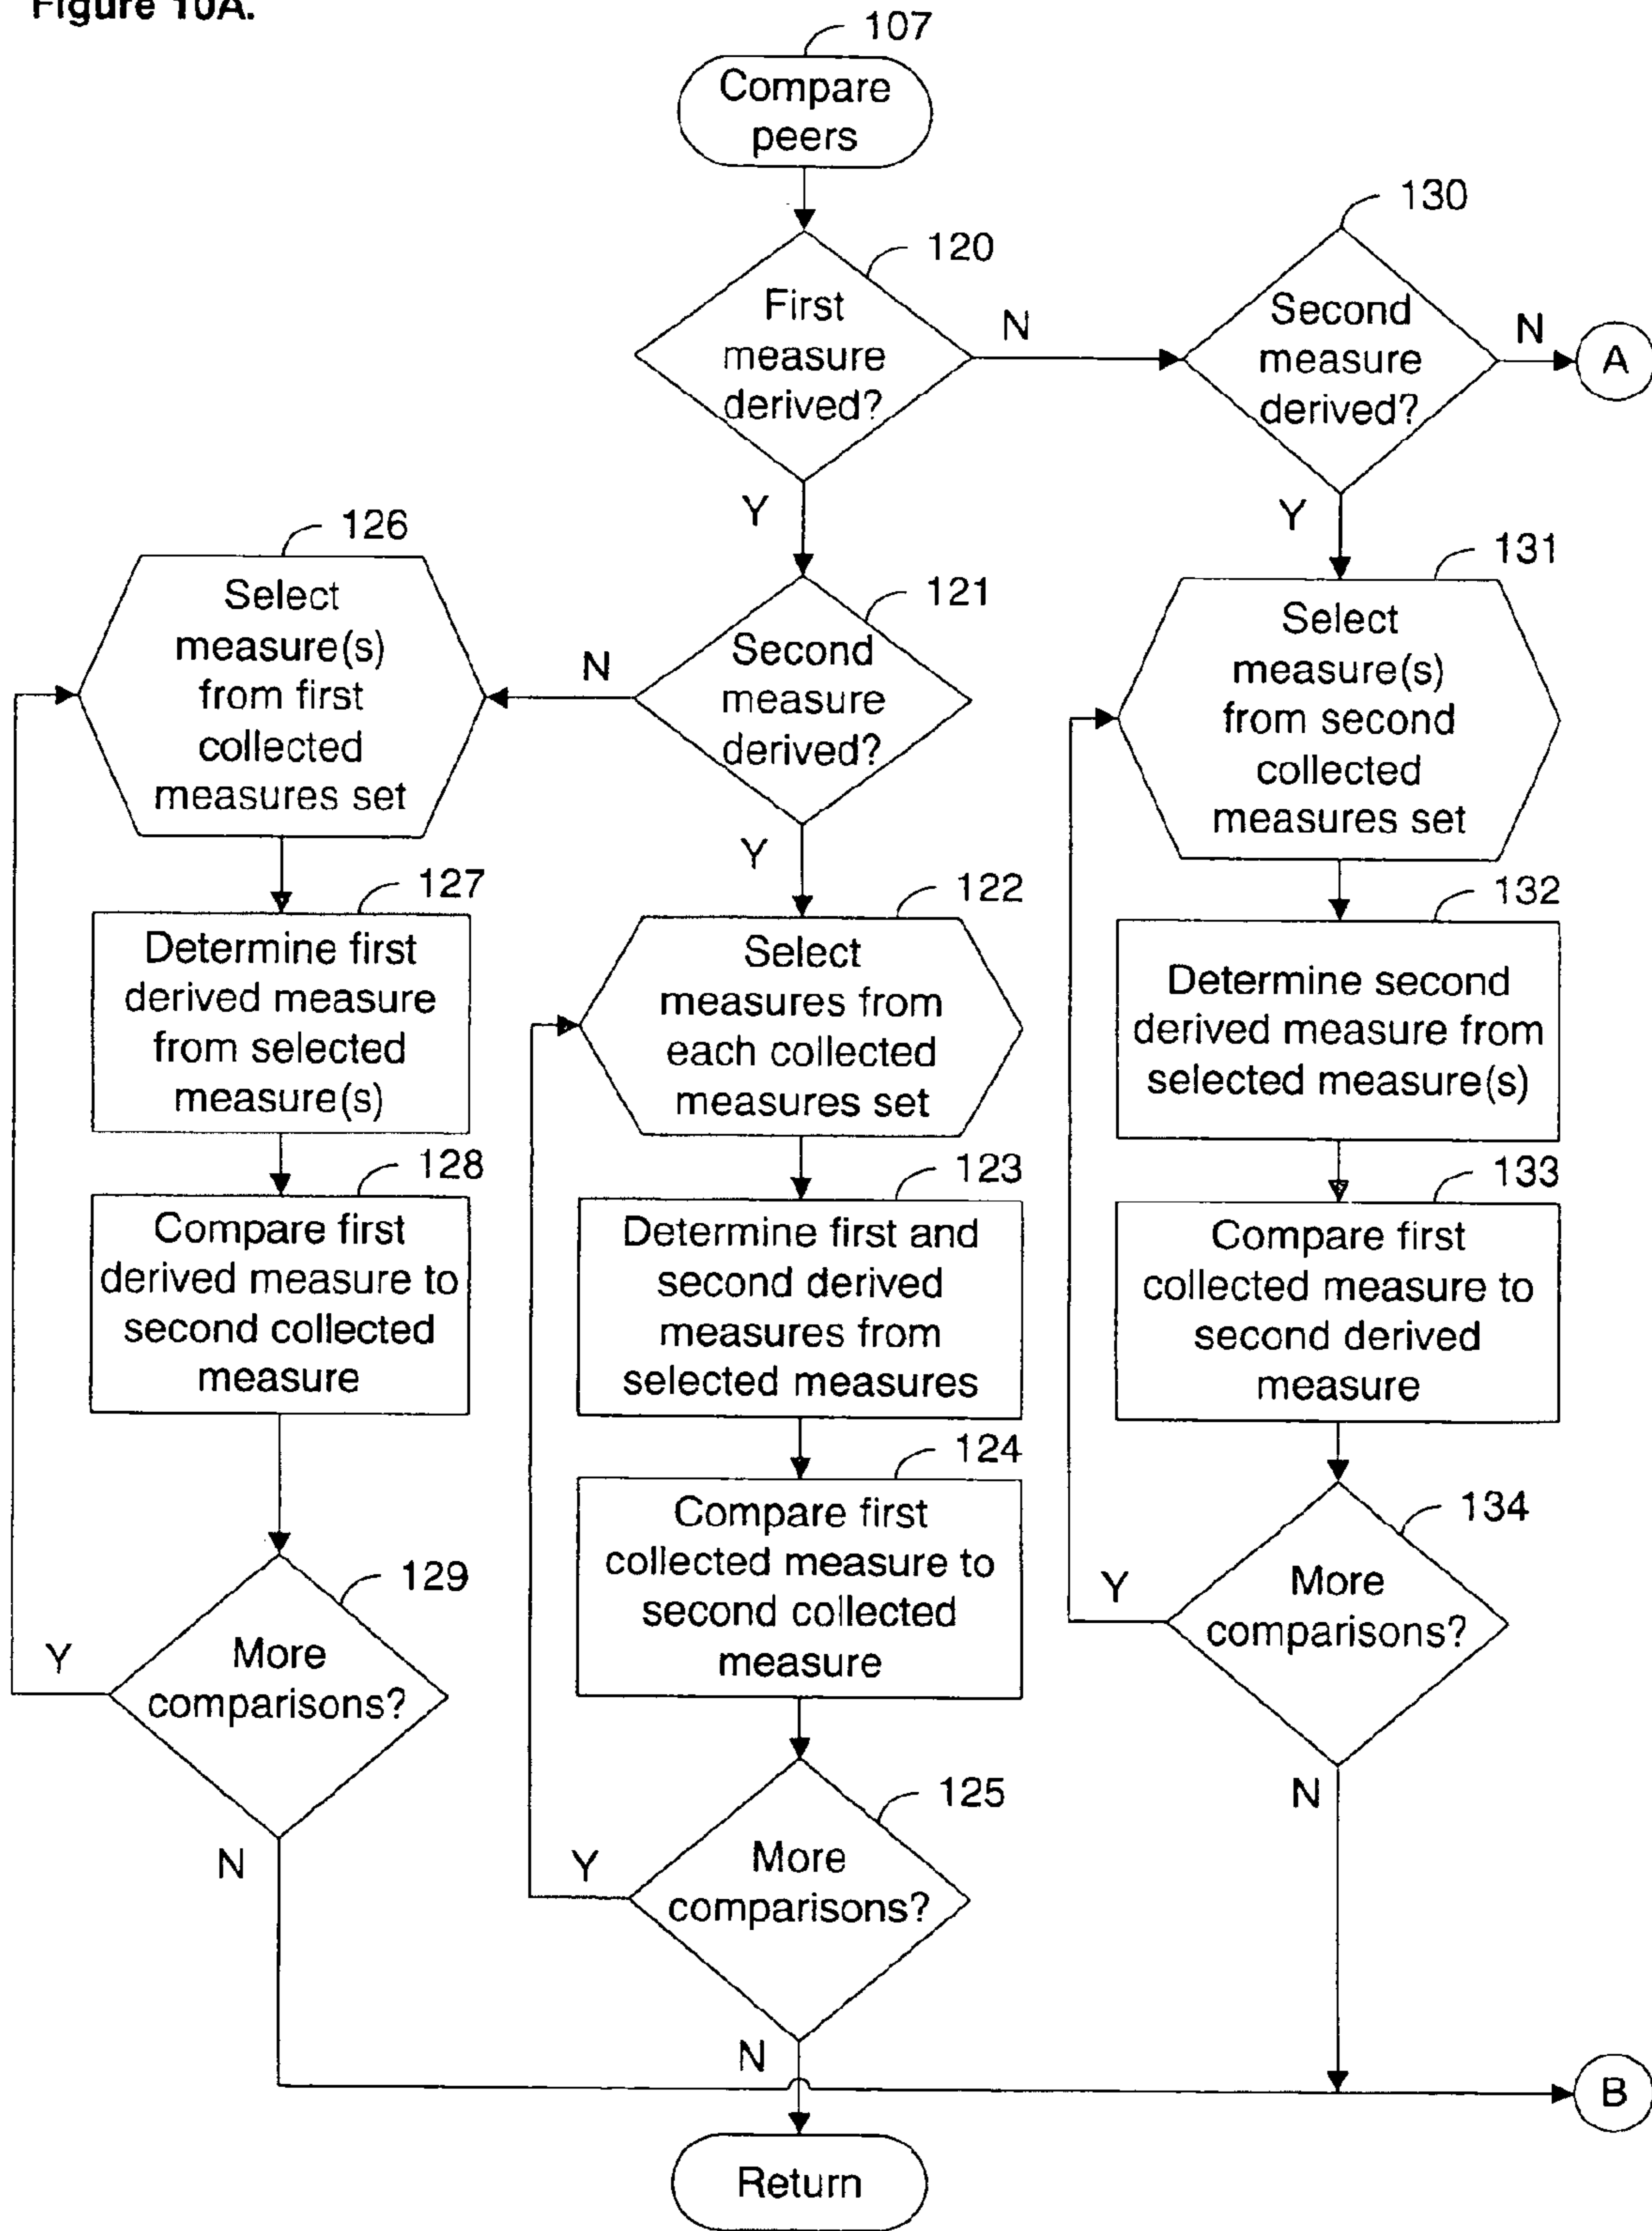 Figure 10A.
107
Compare
peers
130
120
First
measure
derived?
N
Second
measure
derived?
N
A
Y
Y
126
Select
measure(s)
from first
collected
measures set
121
Second
measure
derived?
N
Y
131
Select
measure(s)
from second
collected
measures set
127
Determine first
derived measure
from selected
measure(s)
122
Select
measures from
each collected
measures set
132
Determine second
derived measure from
selected measure(s)
128
Compare first
derived measure to
second collected
measure
123
Determine first and
second derived
measures from
selected measures
133
Compare first
collected measure to
second derived
measure
124
Compare first
collected measure to
second collected
measure
134
More
comparisons?
Y
N
129
More
comparisons?
Y
N
125
More
comparisons?
Y
N
B
Return